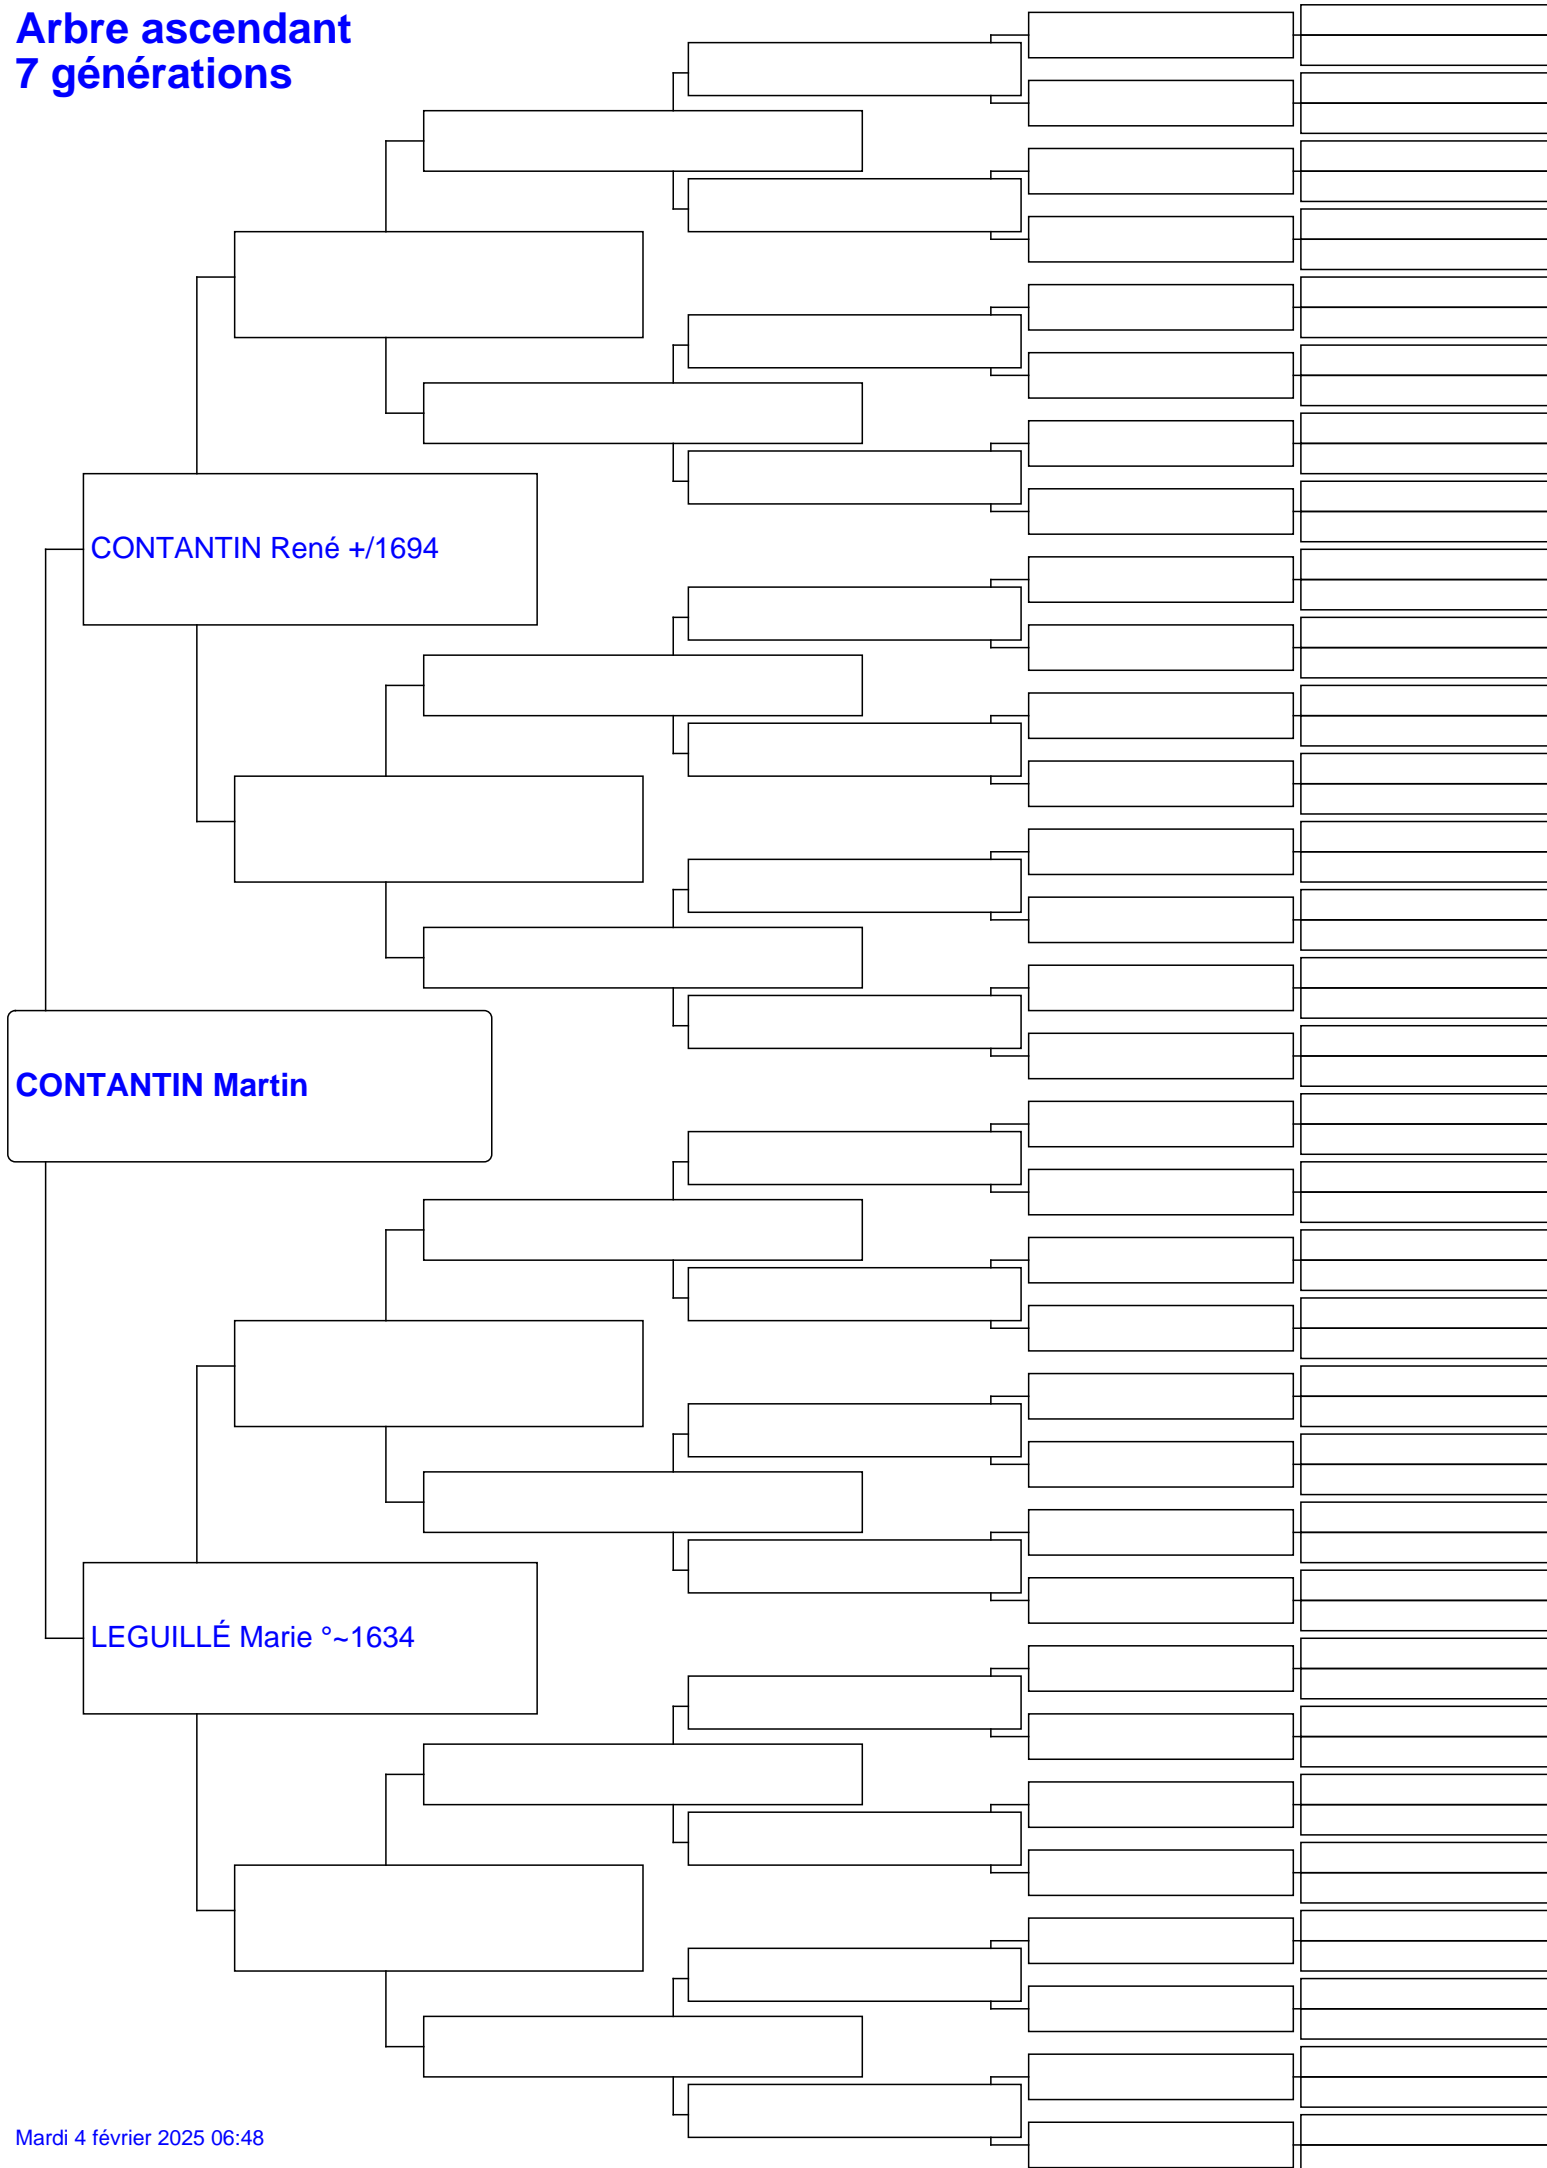 Arbre ascendant
7 générations
CONTANTIN René +/1694
CONTANTIN Martin
LEGUILLÉ Marie °~1634
Mardi 4 février 2025 06:48